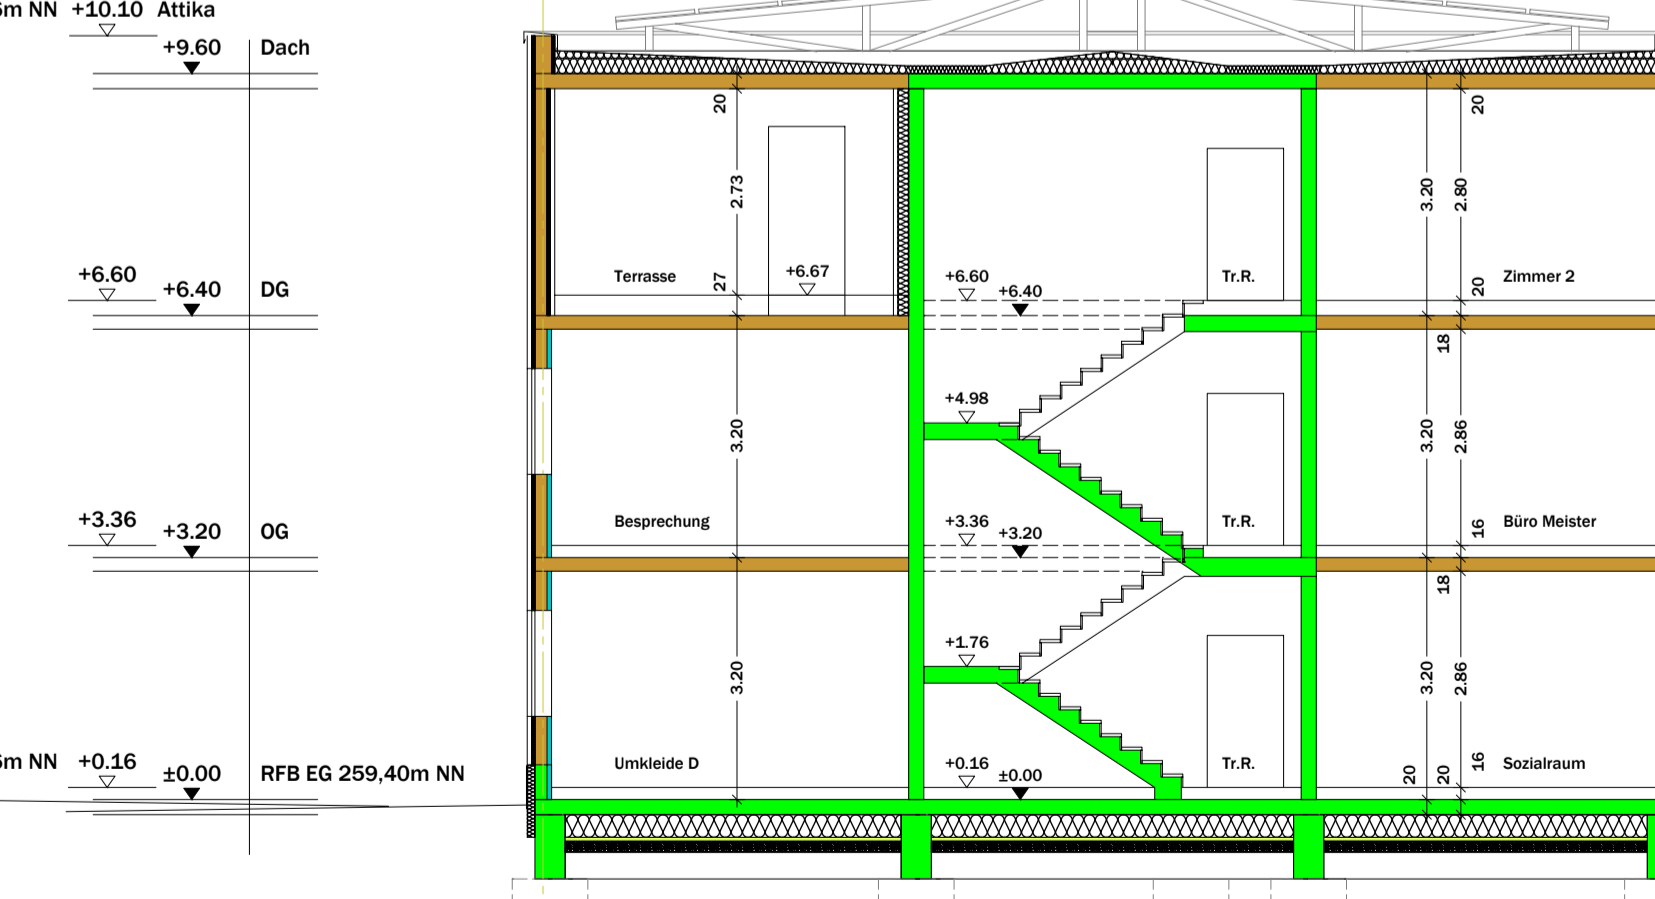 6m NN +10.10 Attika
+9.60 Dach
20
20
2.73
3.20
2.80
+6.60
+6.40 DG
Terrasse
27
+6.67
+6.60
+6.40
Tr.R.
20
Zimmer 2
18
+4.98
3.20
3.20
2.86
+3.36
+3.20 OG
Besprechung
+3.36
+3.20
Tr.R.
16
Büro Meister
18
+1.76
3.20
3.20
2.86
6m NN +0.16
±0.00 RFB EG 259,40m NN
Umkleide D
+0.16
±0.00
Tr.R.
20
20
16
Sozialraum